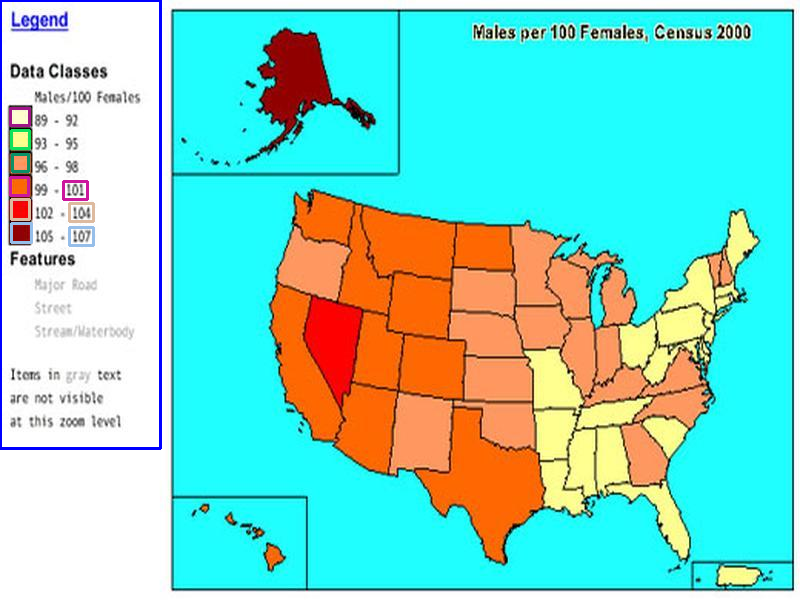 Legend
Males per 100 Females, Census 2000
Data Classes
Males/100 Females
89 - 92
93 - 95
96 - 98
99 - 101
102 - 104
105 - 107
Features
Major Road
Street
Stream/Waterbody
Items in gray text
are not visible
at this zoom level